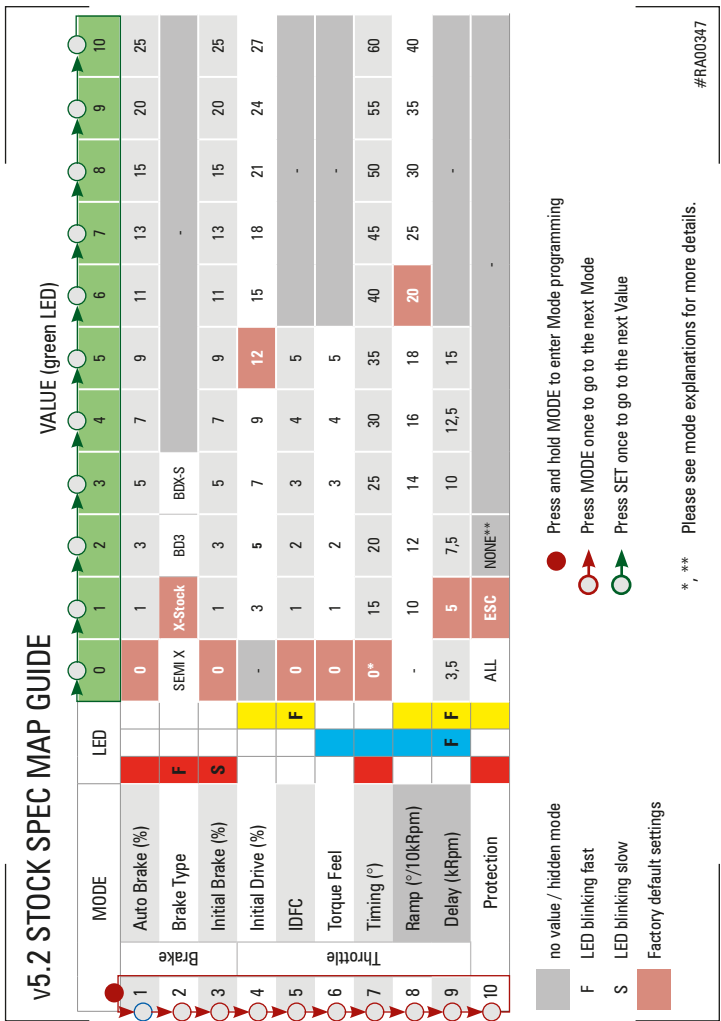 v5.2 STOCK SPEC MAP GUIDE
VALUE (green LED)
MODE LED 0 1 2 3 4 5 6 7 8 9 10
Brake
1 Auto Brake (%) 0 1 3 5 7 9 11 13 15 20 25
2 Brake Type F SEMI X X-Stock BD3 BDX-S -
3 Initial Brake (%) S 0 1 3 5 7 9 11 13 15 20 25
Throttle
4 Initial Drive (%) - 3 5 7 9 12 15 18 21 24 27
5 IDFC F 0 1 2 3 4 5 -
6 Torque Feel 0 1 2 3 4 5 -
7 Timing (°) 0* 15 20 25 30 35 40 45 50 55 60
8 Ramp (°/10kRpm) - 10 12 14 16 18 20 25 30 35 40
9 Delay (kRpm) F F 3,5 5 7,5 10 12,5 15 -
10 Protection ALL ESC NONE** -
no value / hidden mode
F LED blinking fast
S LED blinking slow
Factory default settings
Press and hold MODE to enter Mode programming
Press MODE once to go to the next Mode
Press SET once to go to the next Value
*, ** Please see mode explanations for more details.
#RA00347